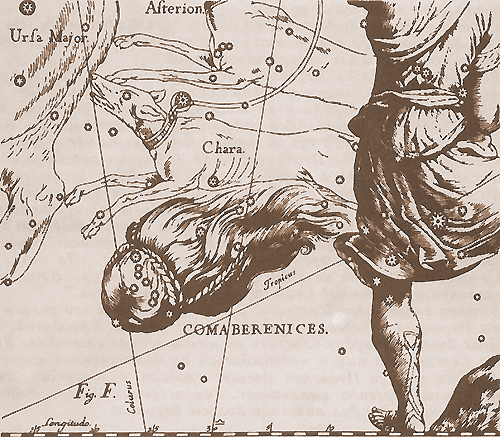 Asterion.
Ursa Major
Chara.
Tropicus
COMA BERENICES.
Fig. F.
Colurus
Longitudo.